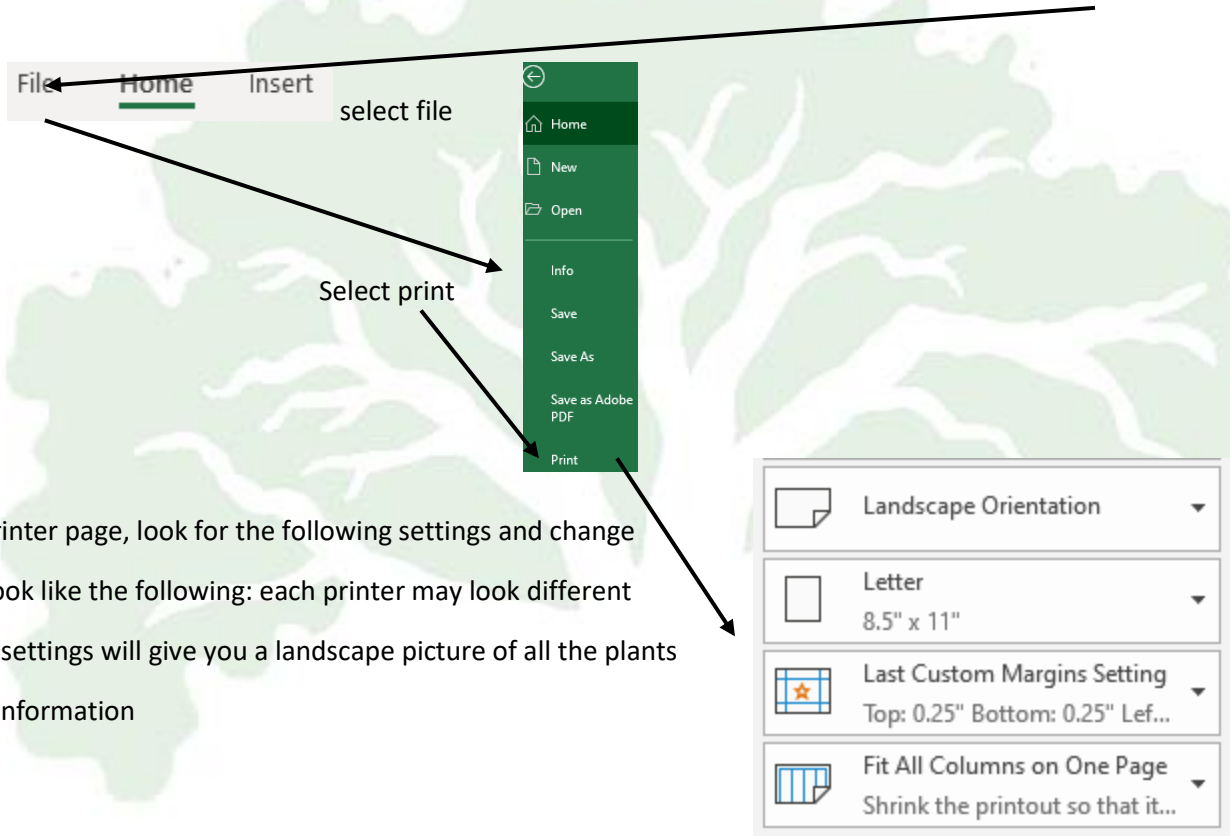 File Home Insert
select file
Home
New
Open
Info
Select print
Save
Save As
Save as Adobe
PDF
Print
Landscape Orientation
inter page, look for the following settings and change
ook like the following: each printer may look different
Letter
8.5" x 11"
settings will give you a landscape picture of all the plants
nformation
Last Custom Margins Setting
Top: 0.25" Bottom: 0.25" Lef...
Fit All Columns on One Page
Shrink the printout so that it...